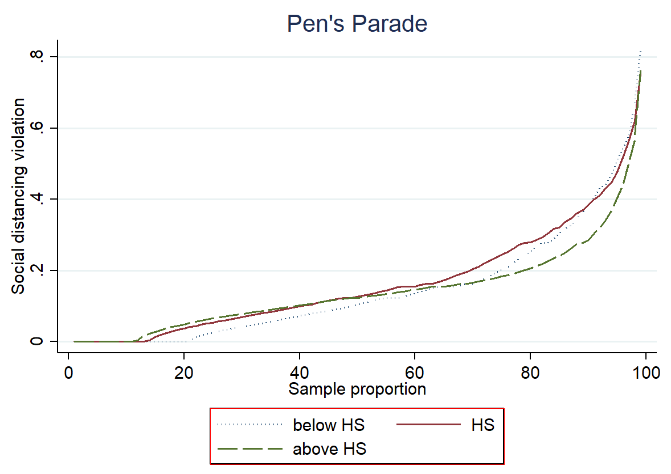 Pen's Parade
Social distancing violation
.8
.6
.4
.2
0
0 20 40 60 80 100
Sample proportion
below HS HS
above HS